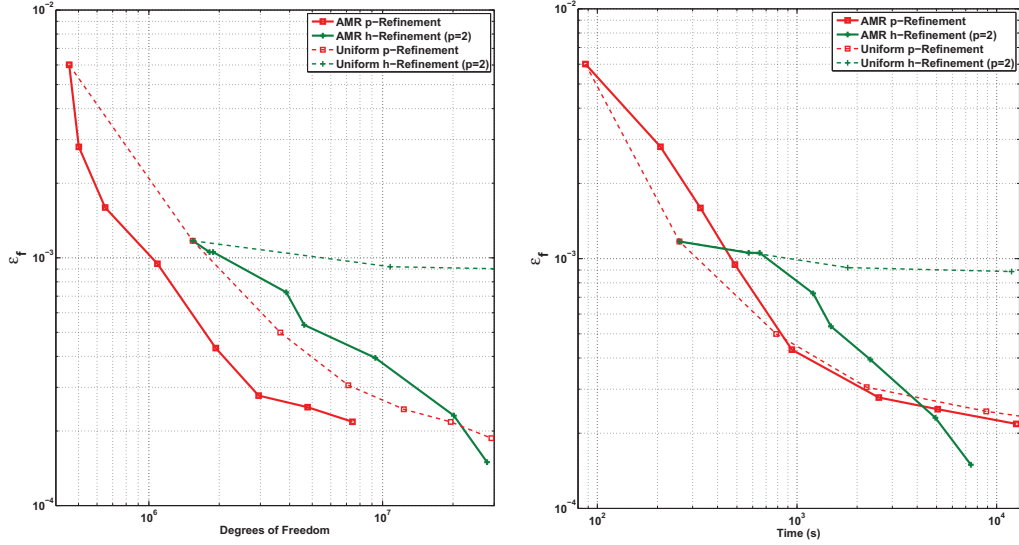 10^−2
AMR p−Refinement
AMR h−Refinement (p=2)
Uniform p−Refinement
Uniform h−Refinement (p=2)
10^−3
ε_f
10^−4
10^6
10^7
Degrees of Freedom
10^−2
AMR p−Refinement
AMR h−Refinement (p=2)
Uniform p−Refinement
Uniform h−Refinement (p=2)
10^−3
ε_f
10^−4
10^2
10^3
10^4
Time (s)